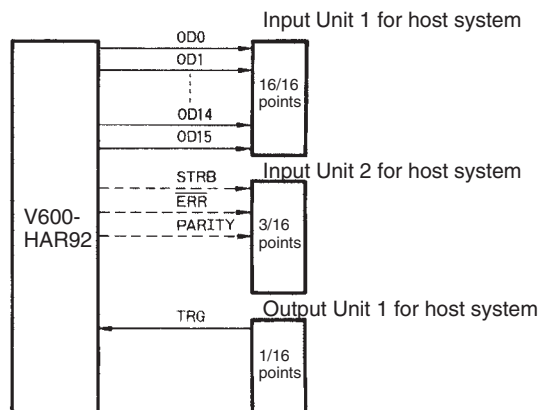 Input Unit 1 for host system
OD0
OD1
16/16
points
OD14
OD15
Input Unit 2 for host system
STRB
ERR
V600-
HAR92
PARITY
3/16
points
Output Unit 1 for host system
TRG
1/16
points